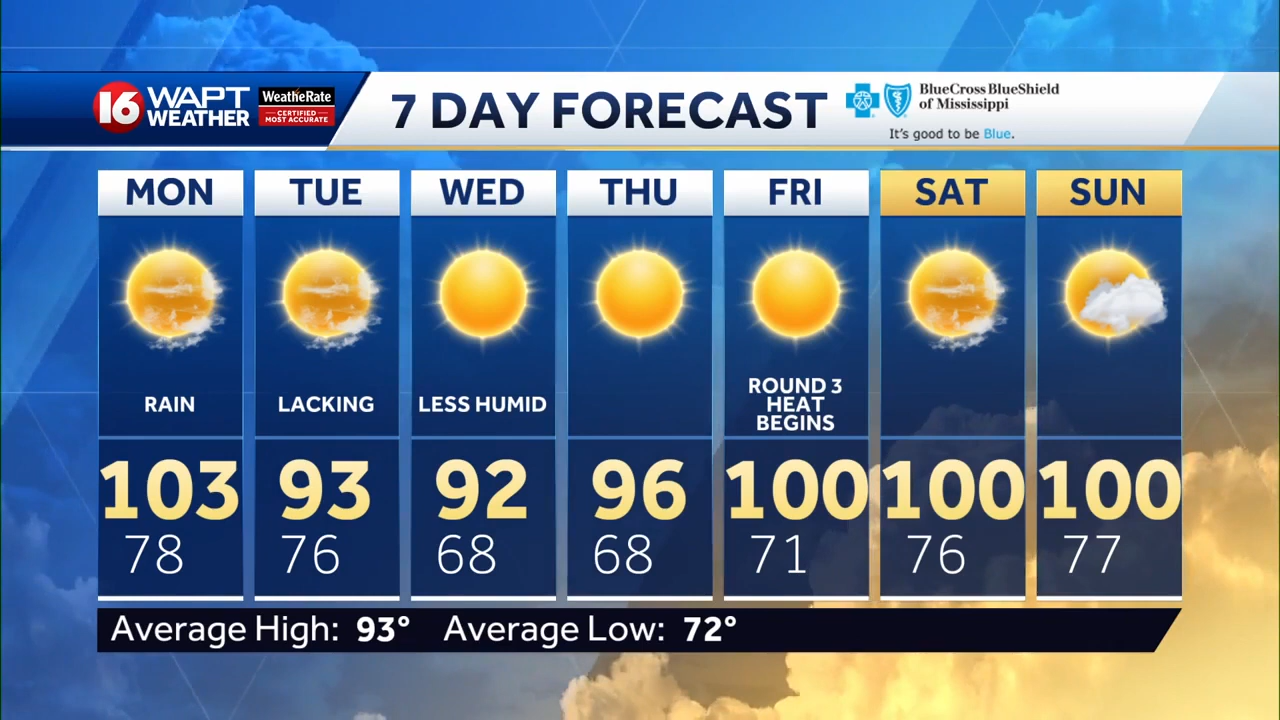 16 WAPT WEATHER
WeatheRate
CERTIFIED
MOST ACCURATE
7 DAY FORECAST
BlueCross BlueShield
of Mississippi
It's good to be Blue.
MON TUE WED THU FRI SAT SUN
RAIN LACKING LESS HUMID
ROUND 3
HEAT
BEGINS
103 93 92 96 100 100 100
78 76 68 68 71 76 77
Average High: 93° Average Low: 72°